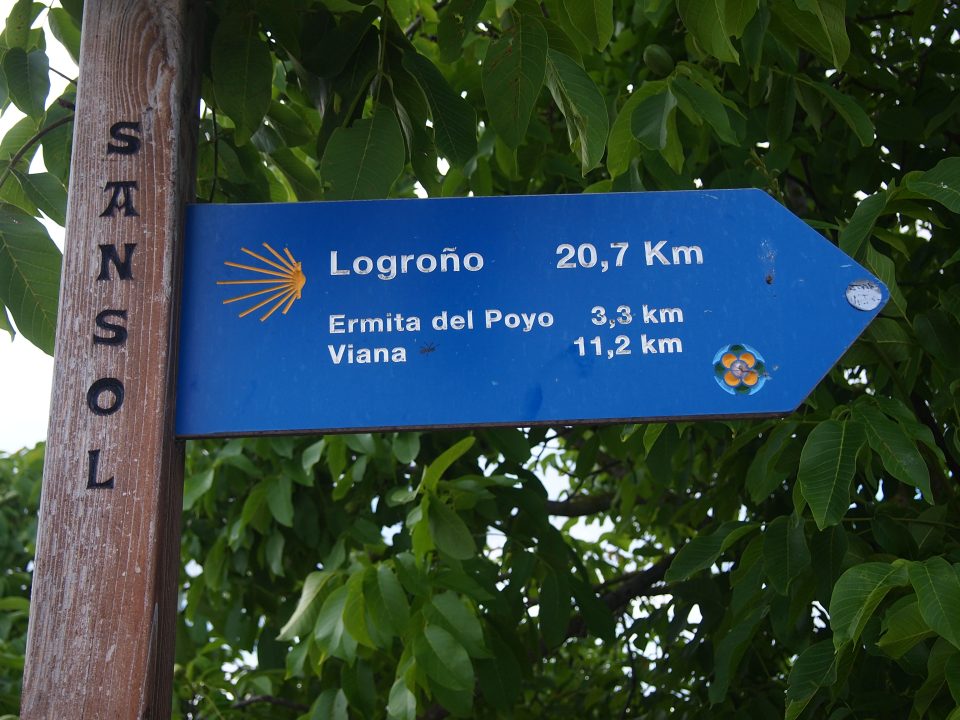 SANSOL
Logroño 20,7 Km
Ermita del Poyo 3,3 km
Viana 11,2 km